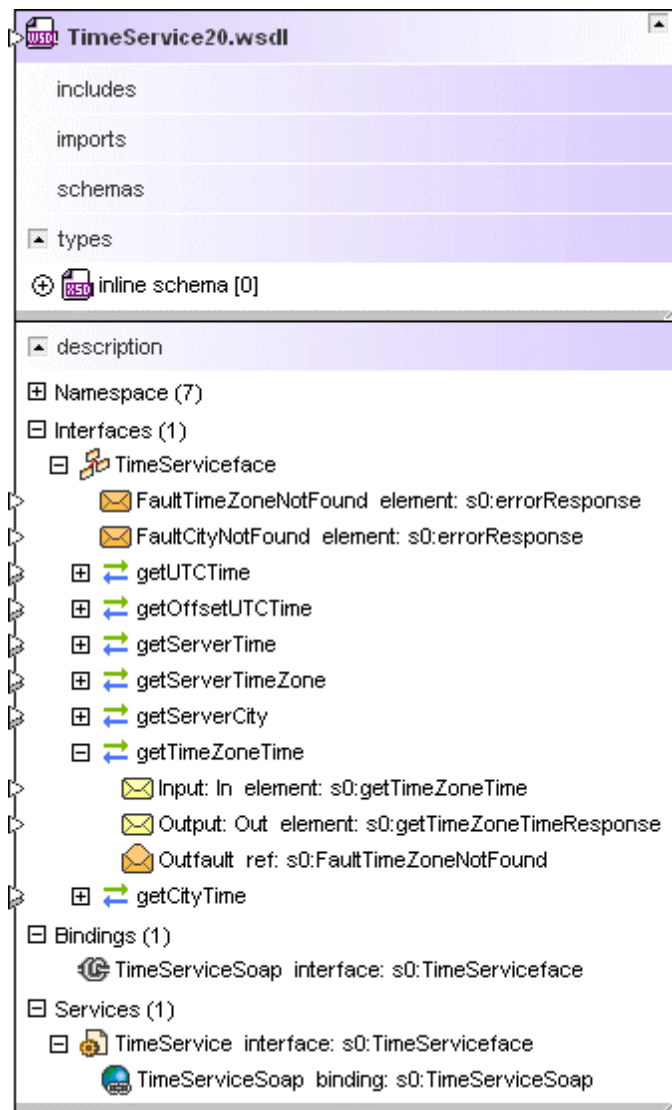 TimeService20.wsdl
includes
imports
schemas
types
inline schema [0]
description
Namespace (7)
Interfaces (1)
TimeServiceface
FaultTimeZoneNotFound element: s0:errorResponse
FaultCityNotFound element: s0:errorResponse
getUTCTime
getOffsetUTCTime
getServerTime
getServerTimeZone
getServerCity
getTimeZoneTime
Input: In element: s0:getTimeZoneTime
Output: Out element: s0:getTimeZoneTimeResponse
Outfault ref: s0:FaultTimeZoneNotFound
getCityTime
Bindings (1)
TimeServiceSoap interface: s0:TimeServiceface
Services (1)
TimeService interface: s0:TimeServiceface
TimeServiceSoap binding: s0:TimeServiceSoap